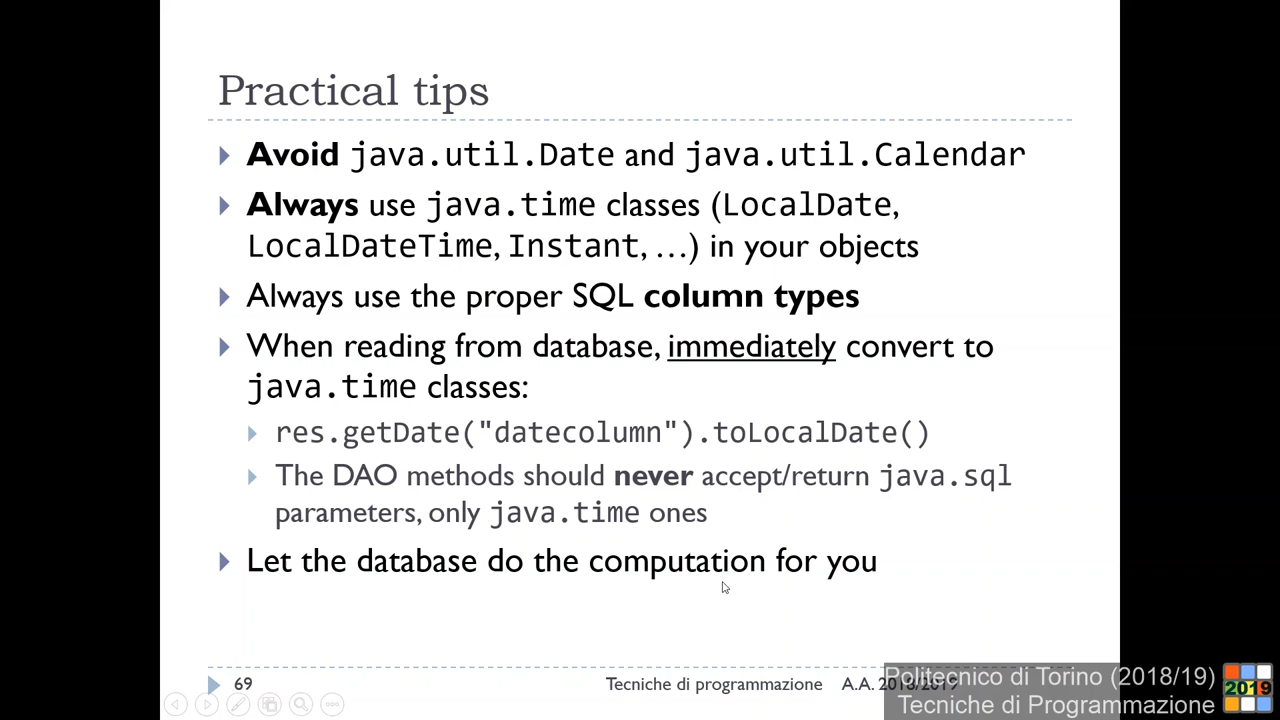 Practical tips
Avoid java.util.Date and java.util.Calendar
Always use java.time classes (LocalDate,
LocalDateTime, Instant, …) in your objects
Always use the proper SQL column types
When reading from database, immediately convert to
java.time classes:
res.getDate("datecolumn").toLocalDate()
The DAO methods should never accept/return java.sql
parameters, only java.time ones
Let the database do the computation for you
69
Tecniche di programmazione A.A. 2018/2019
Politecnico di Torino (2018/19)
Tecniche di Programmazione
2019